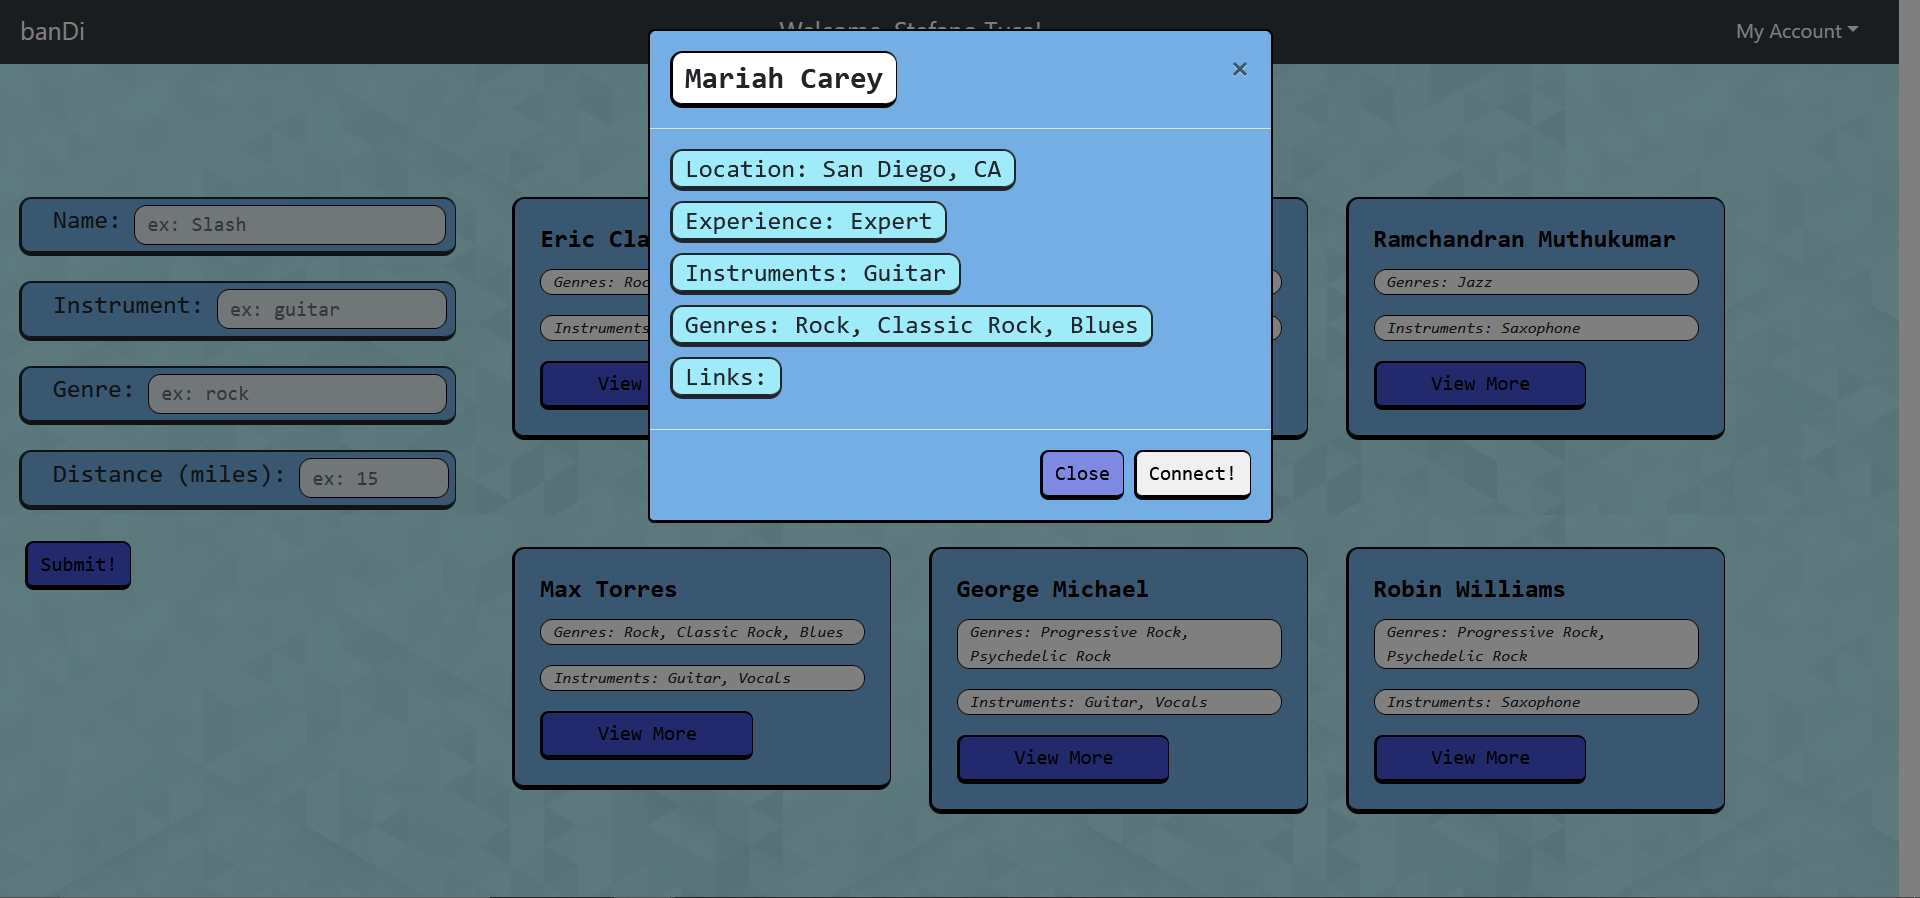 banDi
My Account
Mariah Carey
×
Location: San Diego, CA
Experience: Expert
Instruments: Guitar
Genres: Rock, Classic Rock, Blues
Links:
Close
Connect!
Name:
ex: Slash
Instrument:
ex: guitar
Genre:
ex: rock
Distance (miles):
ex: 15
Submit!
Eric
Genres:
Instruments
View
Ramchandran Muthukumar
Genres: Jazz
Instruments: Saxophone
View More
Max Torres
Genres: Rock, Classic Rock, Blues
Instruments: Guitar, Vocals
View More
George Michael
Genres: Progressive Rock,
Psychedelic Rock
Instruments: Guitar, Vocals
View More
Robin Williams
Genres: Progressive Rock,
Psychedelic Rock
Instruments: Saxophone
View More